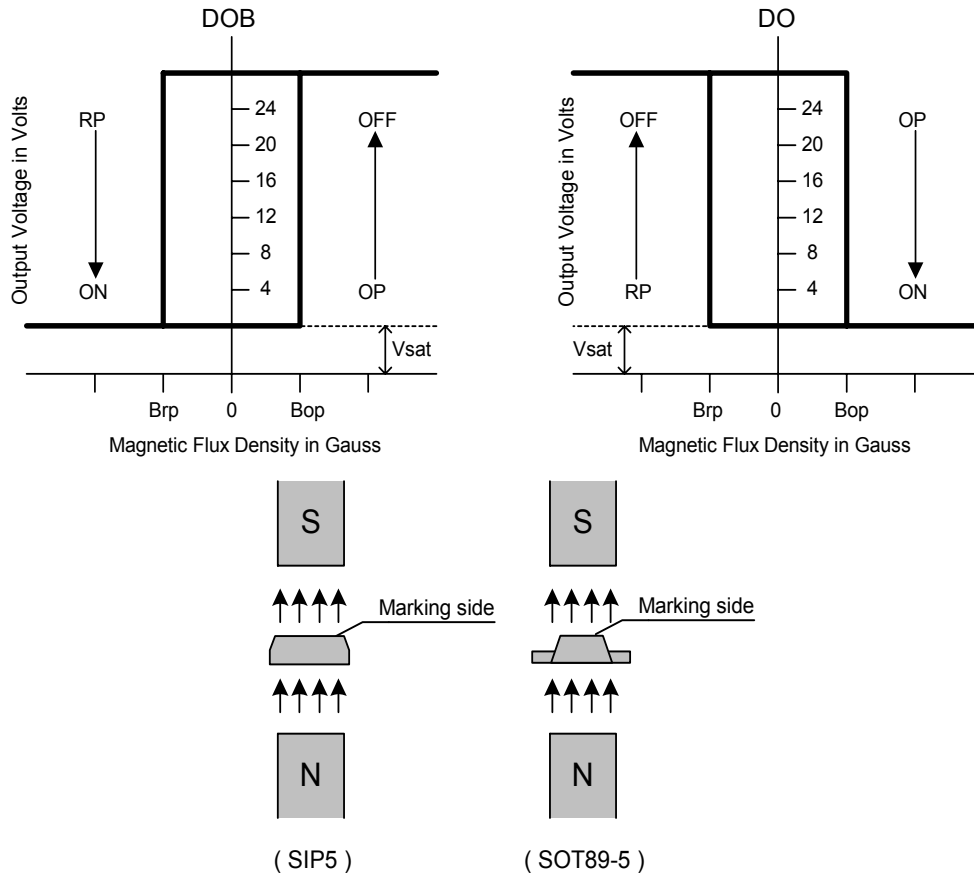 DOB
Output Voltage in Volts
24
20
16
12
8
4
RP
ON
OFF
OP
Vsat
Brp 0 Bop
Magnetic Flux Density in Gauss
DO
Output Voltage in Volts
24
20
16
12
8
4
OFF
RP
OP
ON
Vsat
Brp 0 Bop
Magnetic Flux Density in Gauss
S
Marking side
N
( SIP5 )
S
Marking side
N
( SOT89-5 )